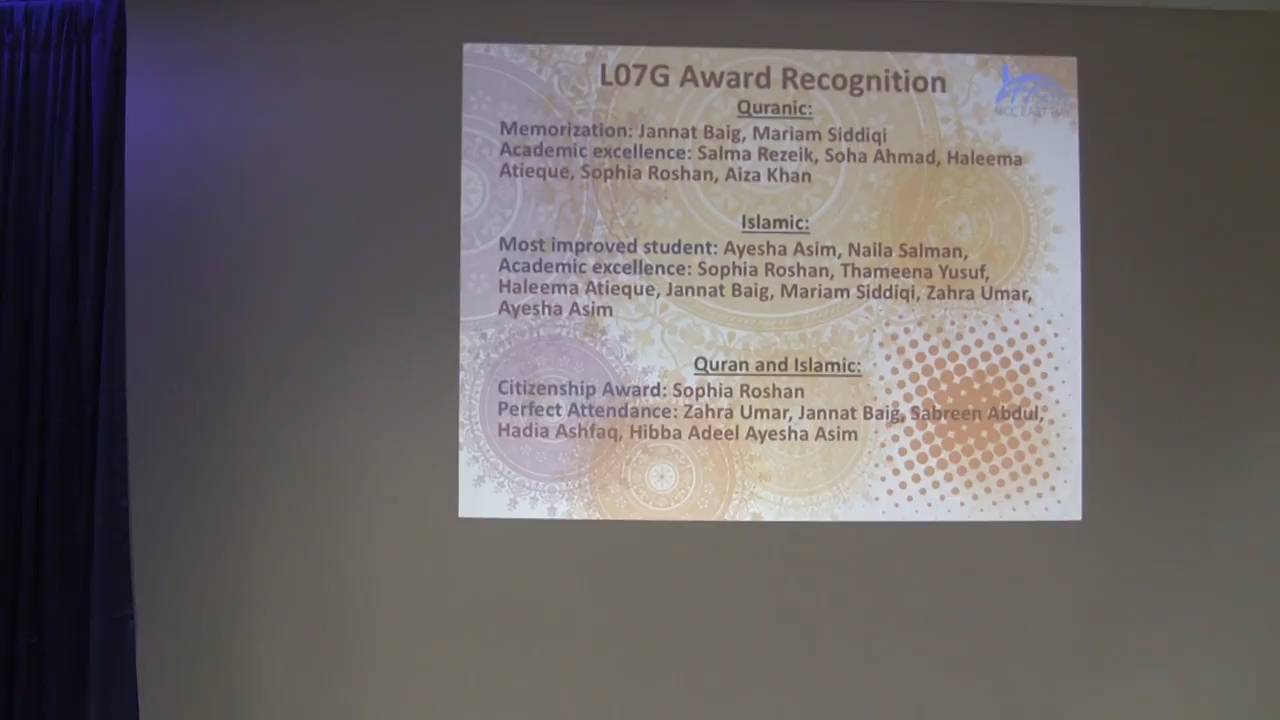 L07G Award Recognition
Quranic:
Memorization: Jannat Baig, Mariam Siddiqi
Academic excellence: Salma Rezeik, Soha Ahmad, Haleema
Atieque, Sophia Roshan, Aiza Khan
Islamic:
Most improved student: Ayesha Asim, Naila Salman,
Academic excellence: Sophia Roshan, Thameena Yusuf,
Haleema Atieque, Jannat Baig, Mariam Siddiqi, Zahra Umar,
Ayesha Asim
Quran and Islamic:
Citizenship Award: Sophia Roshan
Perfect Attendance: Zahra Umar, Jannat Baig, Sabreen Abdul,
Hadia Ashfaq, Hibba Adeel Ayesha Asim